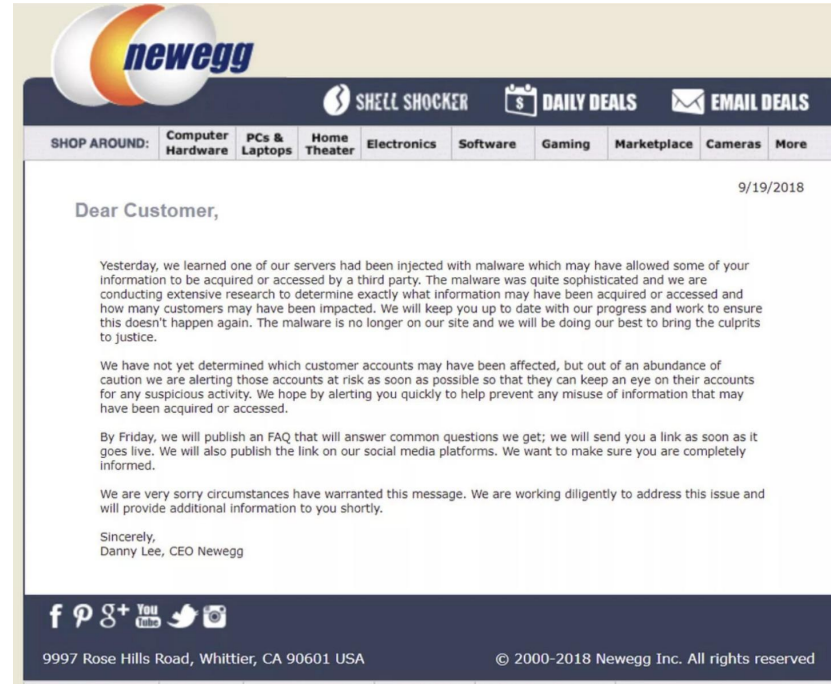 newegg
SHELL SHOCKER
$ DAILY DEALS
EMAIL DEALS
SHOP AROUND:
Computer
Hardware
PCs &
Laptops
Home
Theater
Electronics
Software
Gaming
Marketplace
Cameras
More
9/19/2018
Dear Customer,
Yesterday, we learned one of our servers had been injected with malware which may have allowed some of your
information to be acquired or accessed by a third party. The malware was quite sophisticated and we are
conducting extensive research to determine exactly what information may have been acquired or accessed and
how many customers may have been impacted. We will keep you up to date with our progress and work to ensure
this doesn't happen again. The malware is no longer on our site and we will be doing our best to bring the culprits
to justice.
We have not yet determined which customer accounts may have been affected, but out of an abundance of
caution we are alerting those accounts at risk as soon as possible so that they can keep an eye on their accounts
for any suspicious activity. We hope by alerting you quickly to help prevent any misuse of information that may
have been acquired or accessed.
By Friday, we will publish an FAQ that will answer common questions we get; we will send you a link as soon as it
goes live. We will also publish the link on our social media platforms. We want to make sure you are completely
informed.
We are very sorry circumstances have warranted this message. We are working diligently to address this issue and
will provide additional information to you shortly.
Sincerely,
Danny Lee, CEO Newegg
f g+ You
Tube
9997 Rose Hills Road, Whittier, CA 90601 USA
© 2000-2018 Newegg Inc. All rights reserved